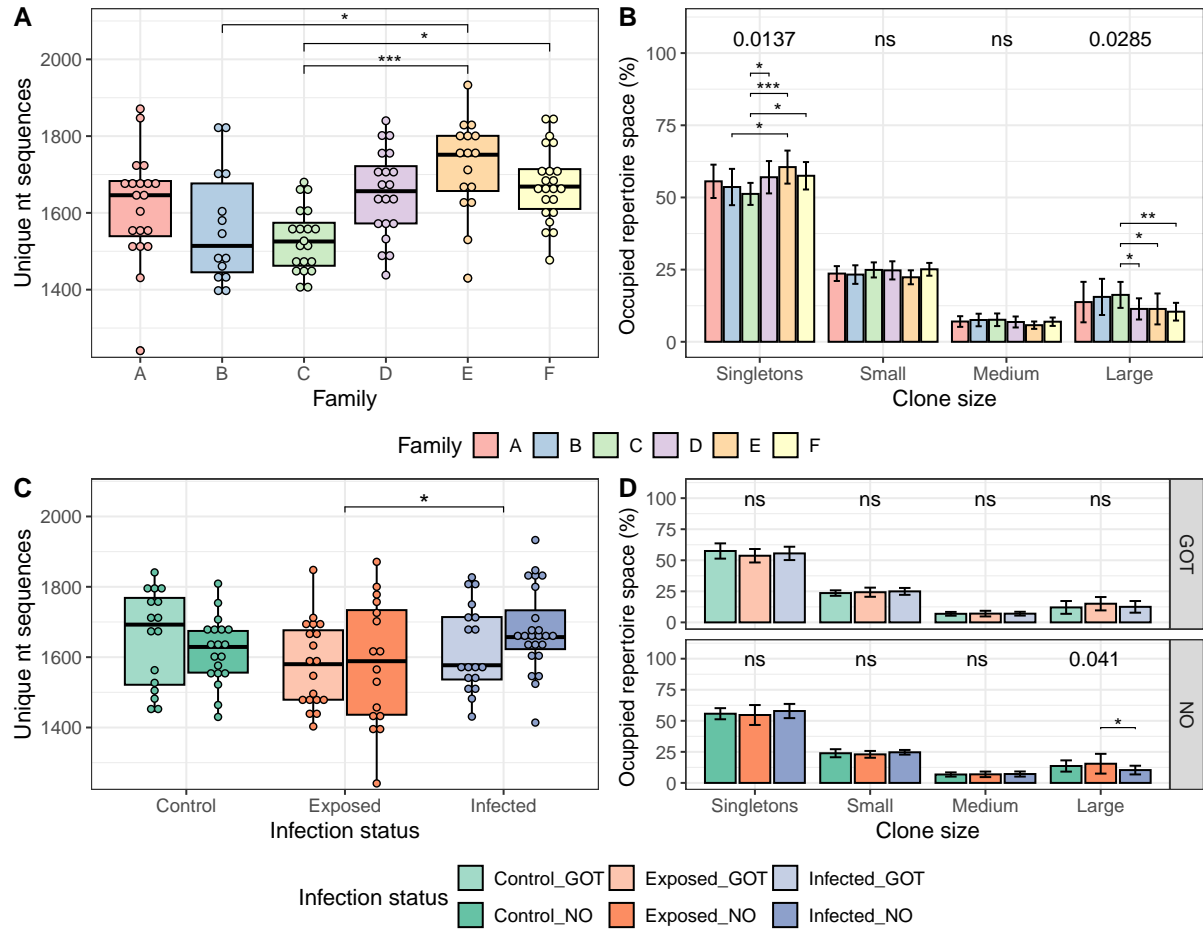 A
Unique nt sequences
2000
1800
1600
1400
*
*
***
A B C D E F
Family
B
Occupied repertoire space (%)
100
75
50
25
0
0.0137 ns ns 0.0285
*
***
*
*
**
*
*
Singletons Small Medium Large
Clone size
Family A B C D E F
C
Unique nt sequences
2000
1800
1600
1400
*
Control Exposed Infected
Infection status
D
Ocuppied repertoire space (%)
100
75
50
25
0
ns ns ns ns
GOT
100
75
50
25
0
ns ns ns 0.041
*
NO
Singletons Small Medium Large
Clone size
Infection status
Control_GOT Exposed_GOT Infected_GOT
Control_NO Exposed_NO Infected_NO